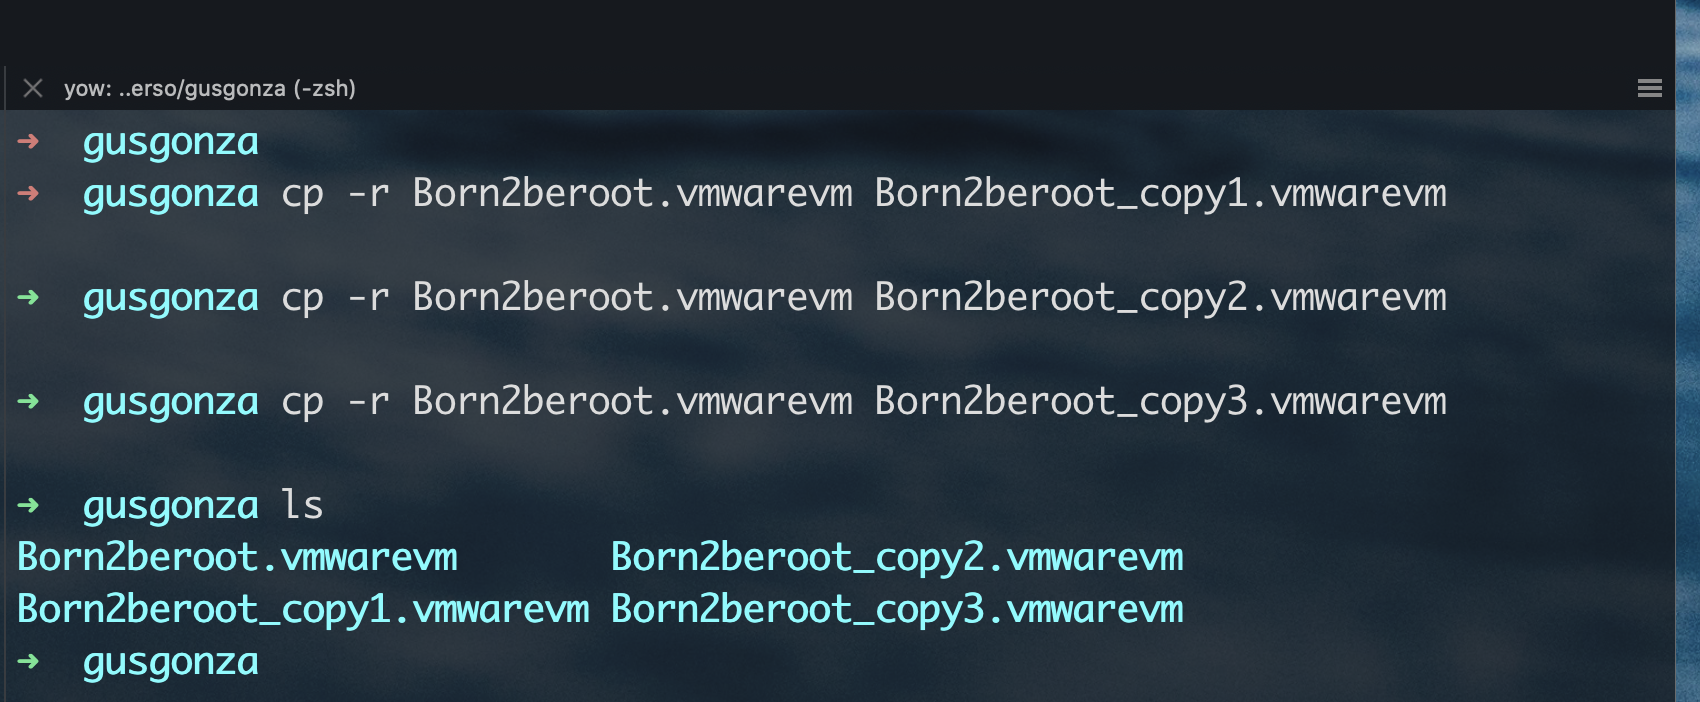 yow: ..erso/gusgonza (-zsh)
➜ gusgonza
➜ gusgonza cp -r Born2beroot.vmwarevm Born2beroot_copy1.vmwarevm
➜ gusgonza cp -r Born2beroot.vmwarevm Born2beroot_copy2.vmwarevm
➜ gusgonza cp -r Born2beroot.vmwarevm Born2beroot_copy3.vmwarevm
➜ gusgonza ls
Born2beroot.vmwarevm Born2beroot_copy2.vmwarevm
Born2beroot_copy1.vmwarevm Born2beroot_copy3.vmwarevm
➜ gusgonza